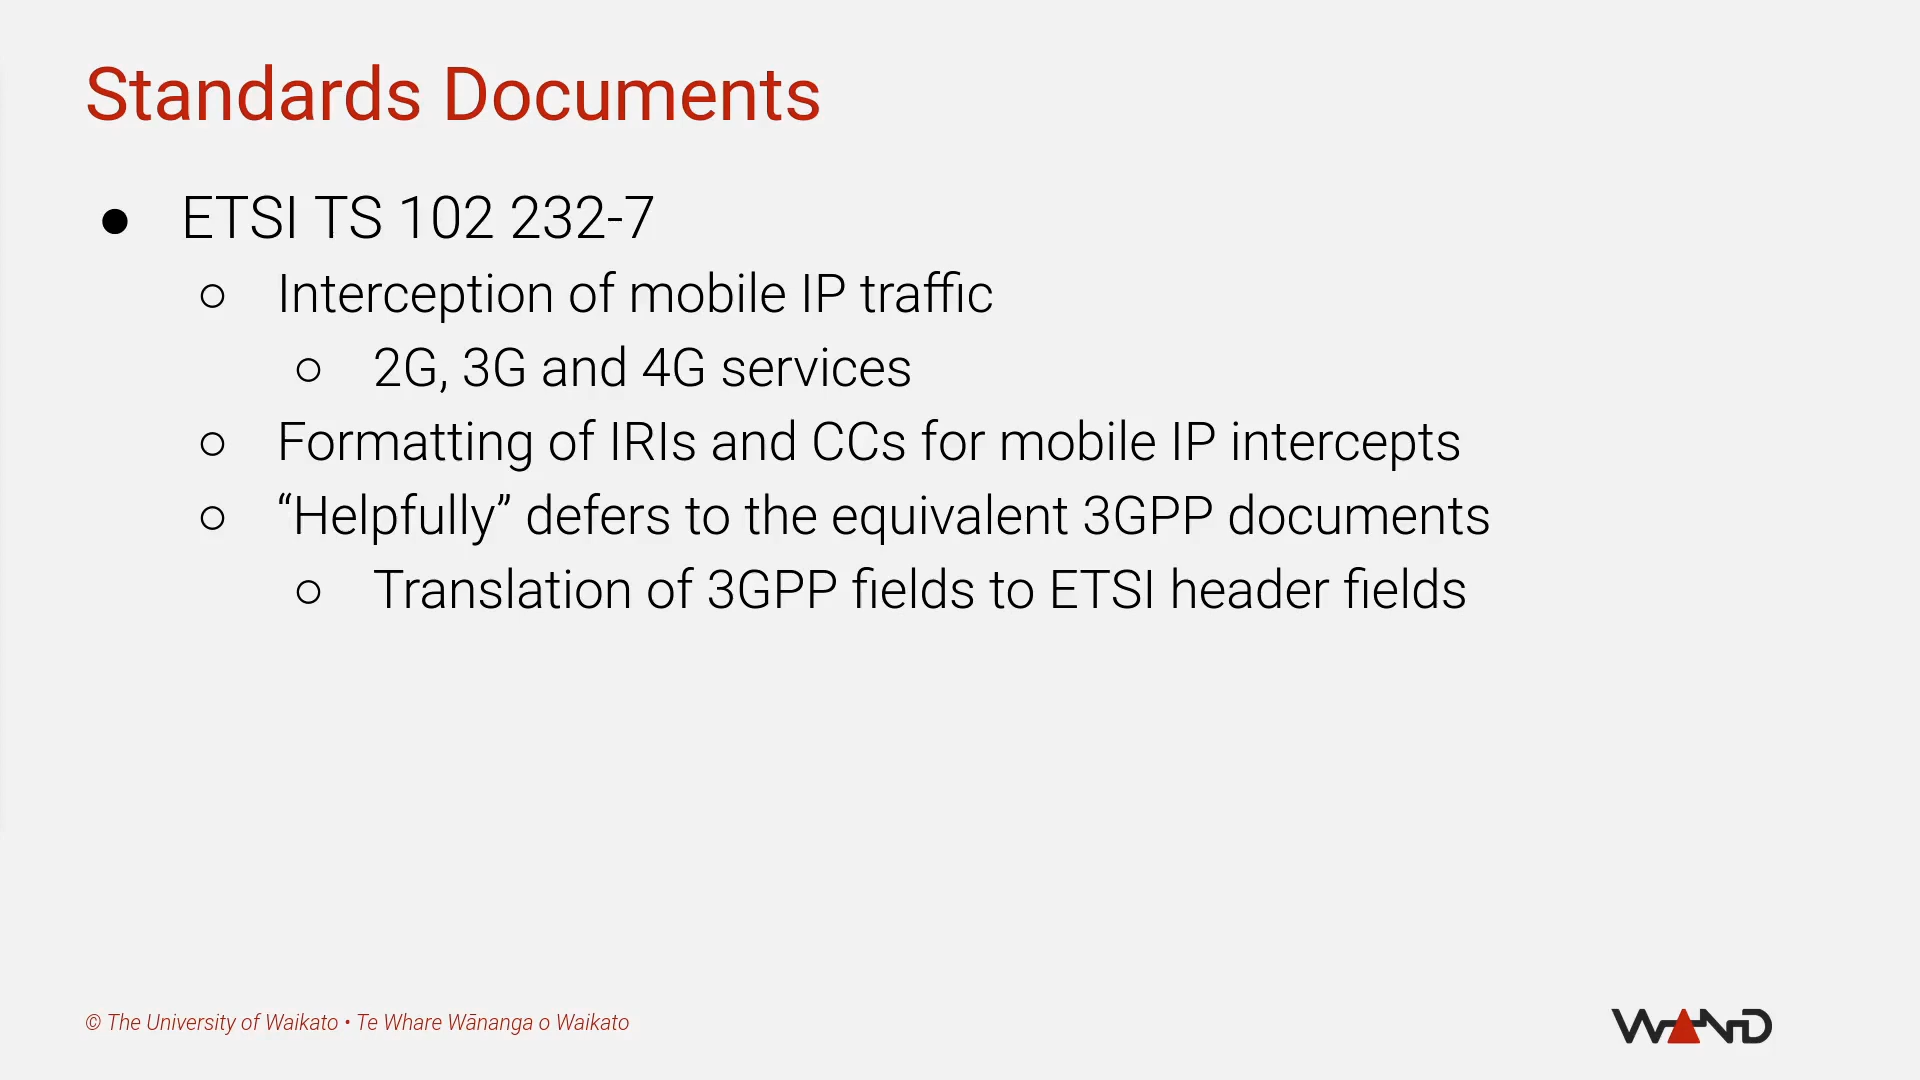 Standards Documents
● ETSI TS 102 232-7
○ Interception of mobile IP traffic
○ 2G, 3G and 4G services
○ Formatting of IRIs and CCs for mobile IP intercepts
○ “Helpfully” defers to the equivalent 3GPP documents
○ Translation of 3GPP fields to ETSI header fields
© The University of Waikato • Te Whare Wānanga o Waikato
WAND